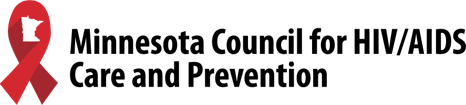 Minnesota Council for HIV/AIDS
Care and Prevention